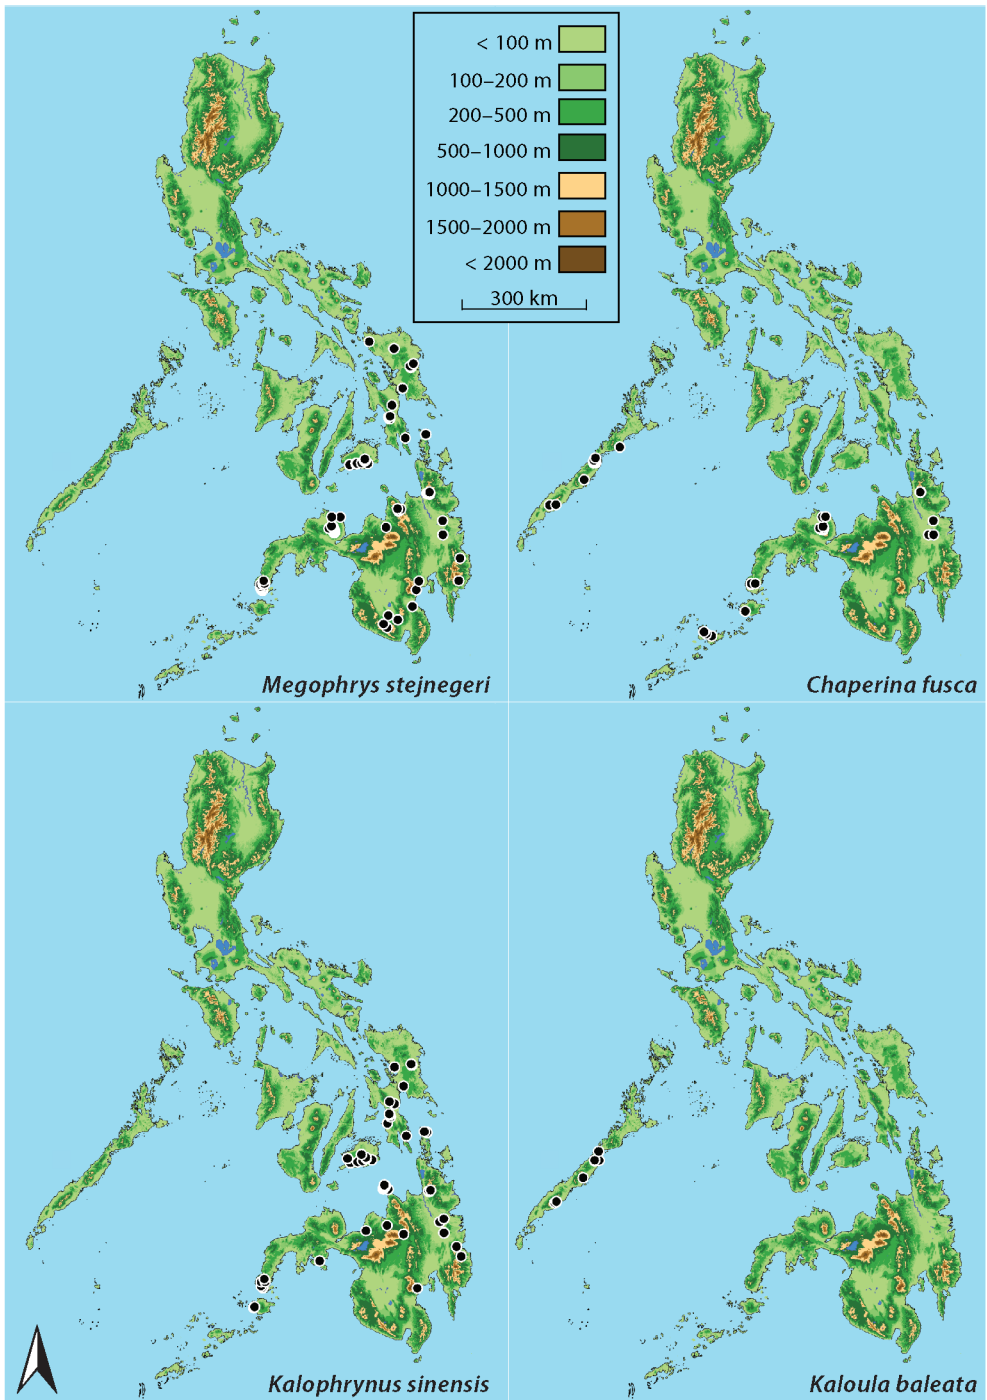 < 100 m
100–200 m
200–500 m
500–1000 m
1000–1500 m
1500–2000 m
< 2000 m
300 km
Megophrys stejnegeri
Chaperina fusca
Kalophrynus sinensis
Kaloula baleata